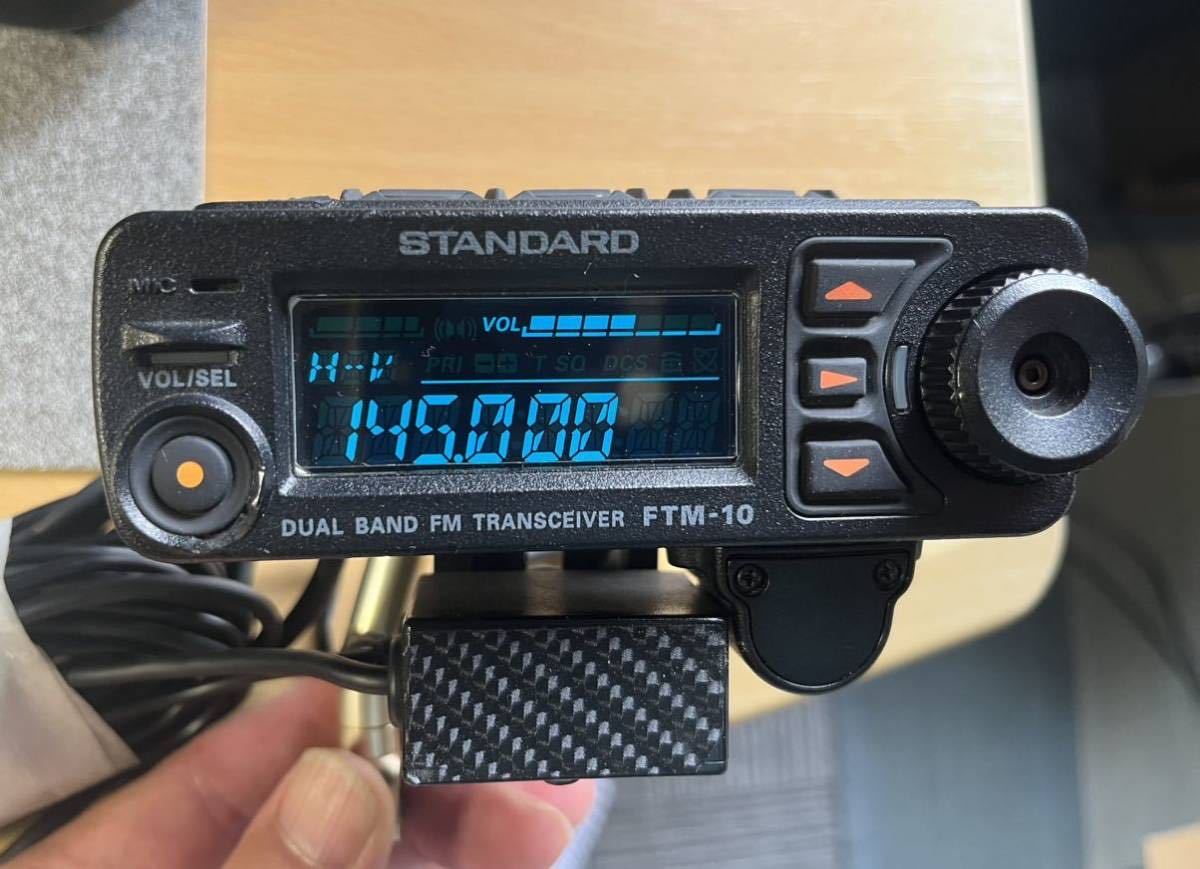 STANDARD
MIC
VOL/SEL
VOL
H-V
PRI T SQ DCS
145.000
DUAL BAND FM TRANSCEIVER FTM-10